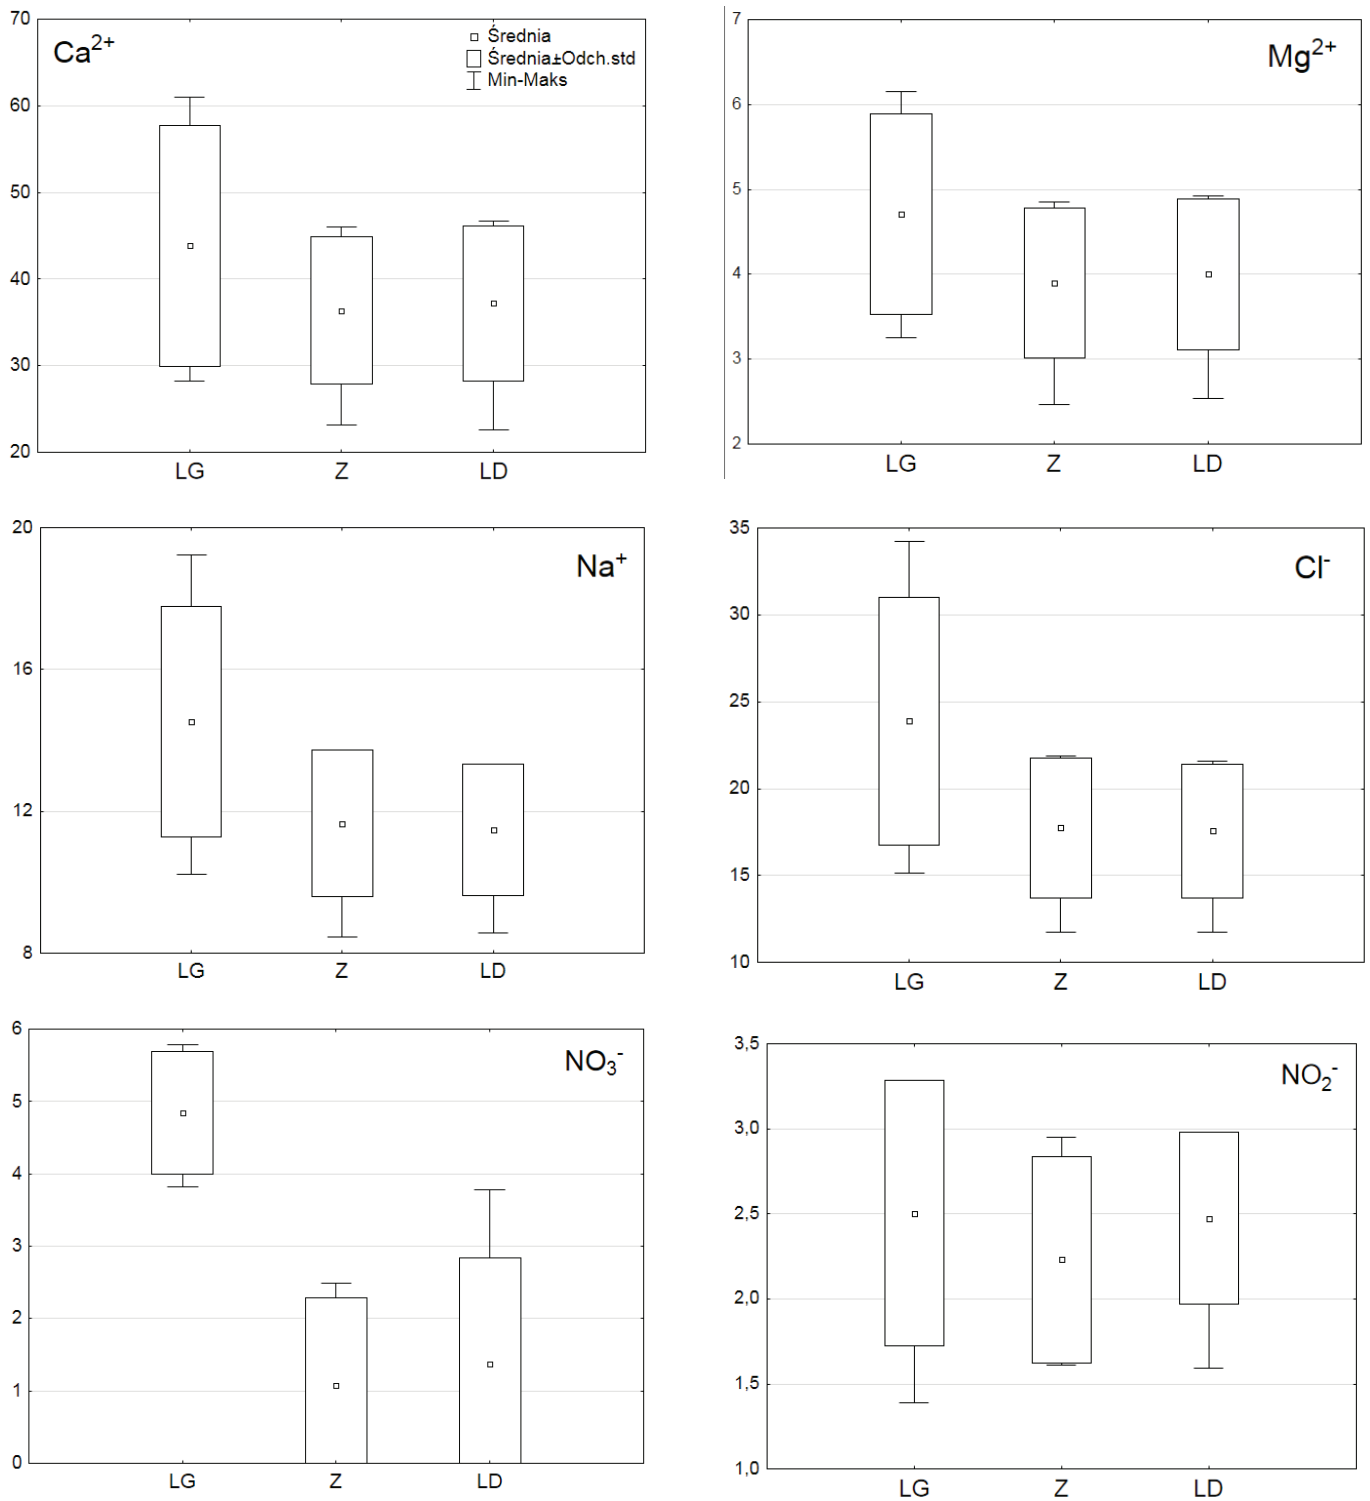 Ca²⁺
Średnia
Średnia±Odch.std
Min-Maks
70
60
50
40
30
20
LG Z LD
Mg²⁺
7
6
5
4
3
2
LG Z LD
Na⁺
20
16
12
8
LG Z LD
Cl⁻
35
30
25
20
15
10
LG Z LD
NO₃⁻
6
5
4
3
2
1
0
LG Z LD
NO₂⁻
3,5
3,0
2,5
2,0
1,5
1,0
LG Z LD